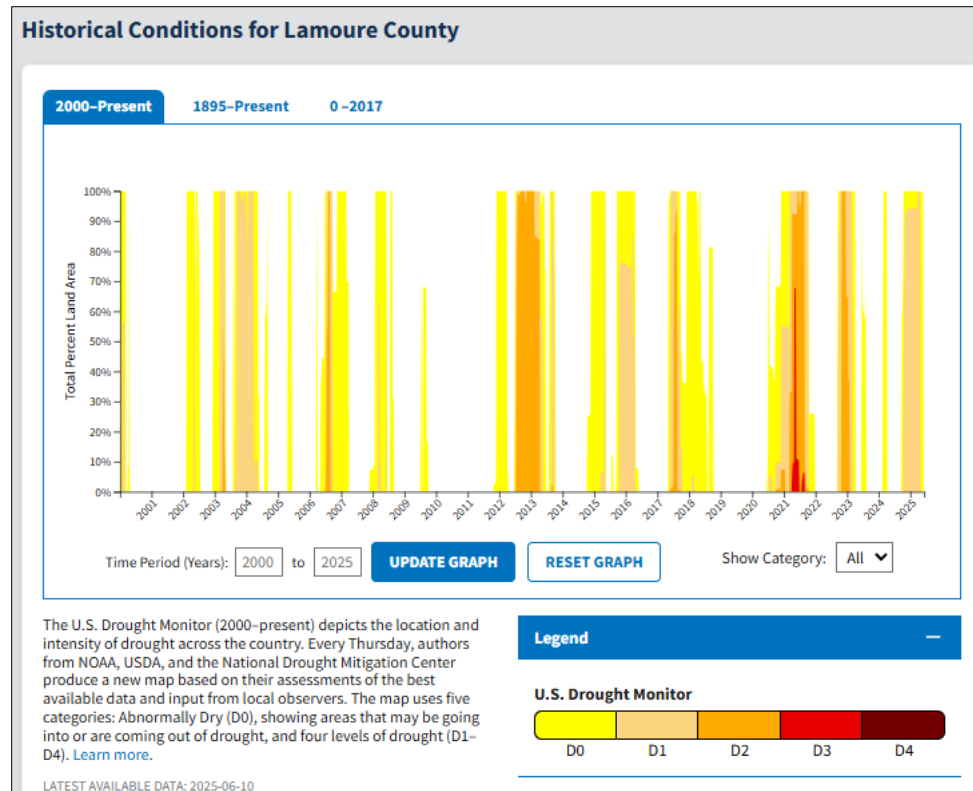 Historical Conditions for Lamoure County
2000–Present 1895–Present 0 –2017
Total Percent Land Area
100%
90%
80%
70%
60%
50%
40%
30%
20%
10%
0%
2001 2002 2003 2004 2005 2006 2007 2008 2009 2010 2011 2012 2013 2014 2015 2016 2017 2018 2019 2020 2021 2022 2023 2024 2025
Time Period (Years): 2000 to 2025 UPDATE GRAPH RESET GRAPH Show Category: All
The U.S. Drought Monitor (2000–present) depicts the location and
intensity of drought across the country. Every Thursday, authors
from NOAA, USDA, and the National Drought Mitigation Center
produce a new map based on their assessments of the best
available data and input from local observers. The map uses five
categories: Abnormally Dry (D0), showing areas that may be going
into or are coming out of drought, and four levels of drought (D1–
D4). Learn more.
LATEST AVAILABLE DATA: 2025-06-10
Legend
U.S. Drought Monitor
D0 D1 D2 D3 D4